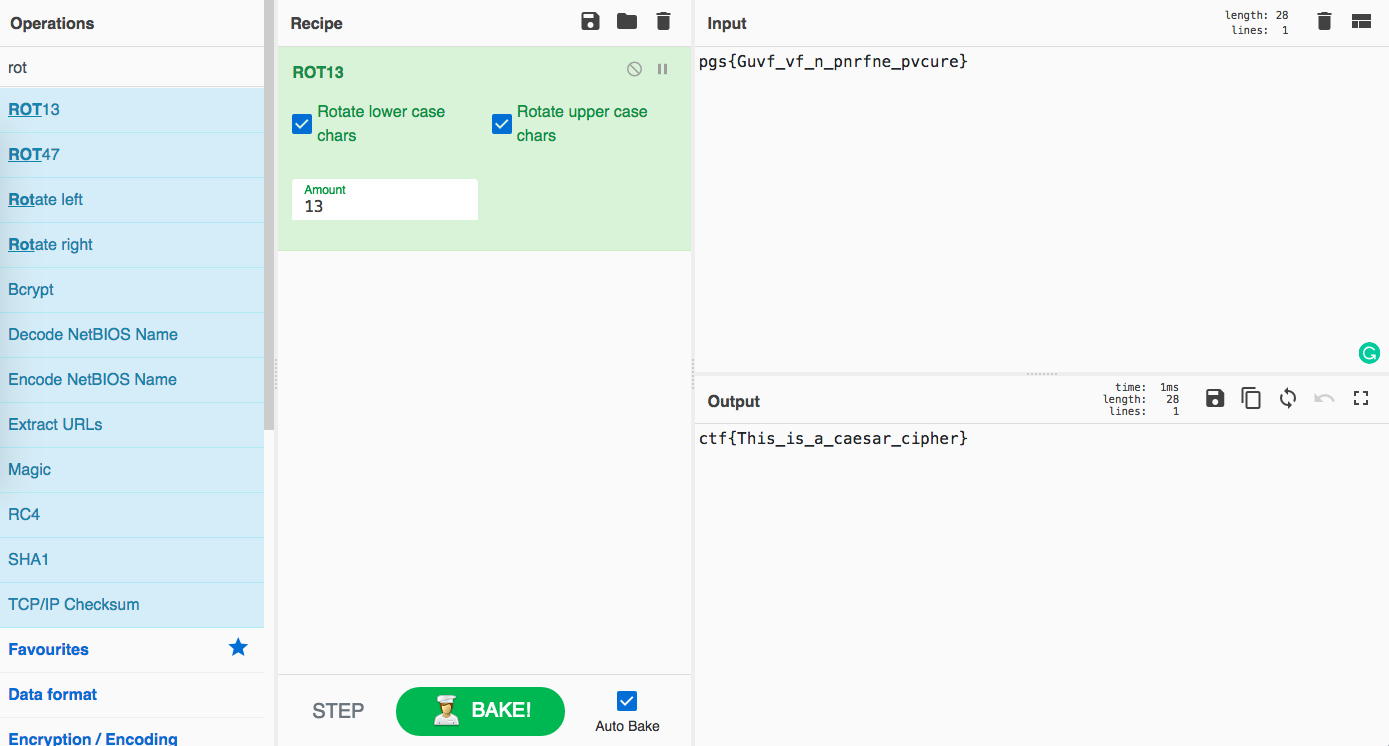 Operations
rot
ROT13
ROT47
Rotate left
Rotate right
Bcrypt
Decode NetBIOS Name
Encode NetBIOS Name
Extract URLs
Magic
RC4
SHA1
TCP/IP Checksum
Favourites
Data format
Encryption / Encoding
Recipe
ROT13
Rotate lower case
chars
Rotate upper case
chars
Amount
13
STEP
BAKE!
Auto Bake
Input
length: 28
lines: 1
pgs{Guvf_vf_n_pnrfne_pvcure}
Output
time: 1ms
length: 28
lines: 1
ctf{This_is_a_caesar_cipher}